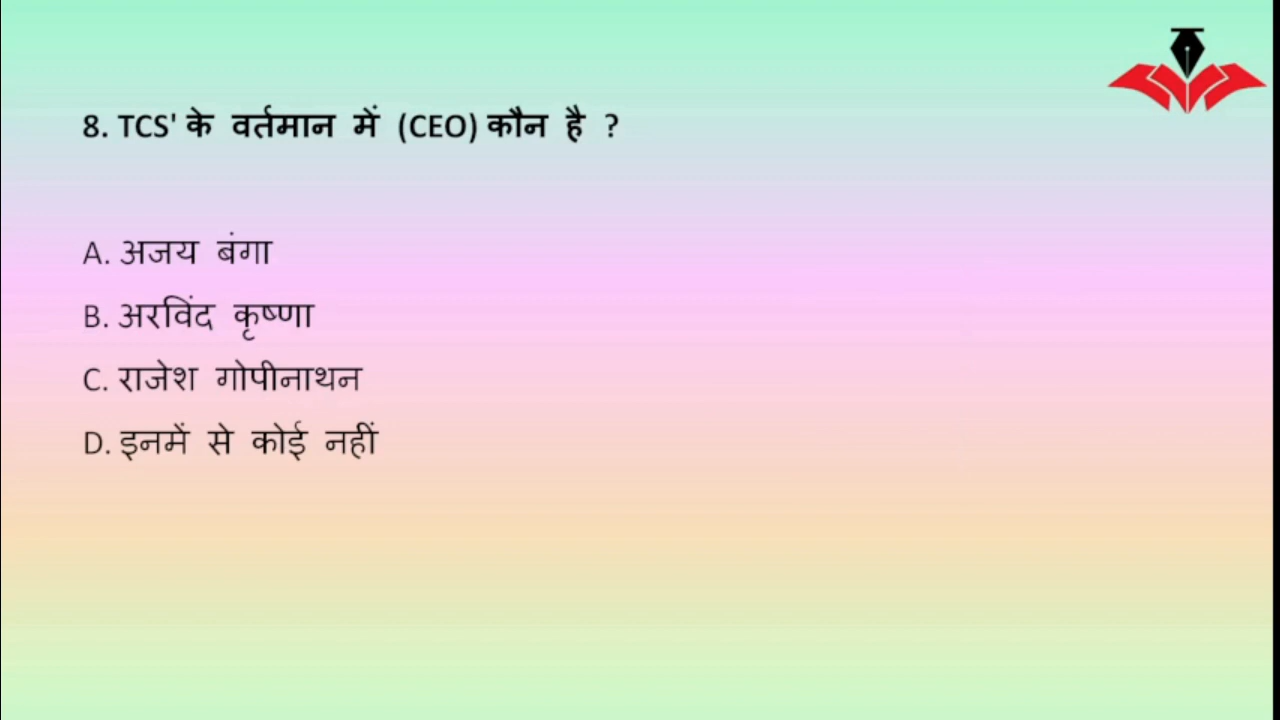 8. TCS' के वर्तमान में (CEO) कौन है ?
A. अजय बंगा
B. अरविंद कृष्णा
C. राजेश गोपीनाथन
D. इनमें से कोई नहीं